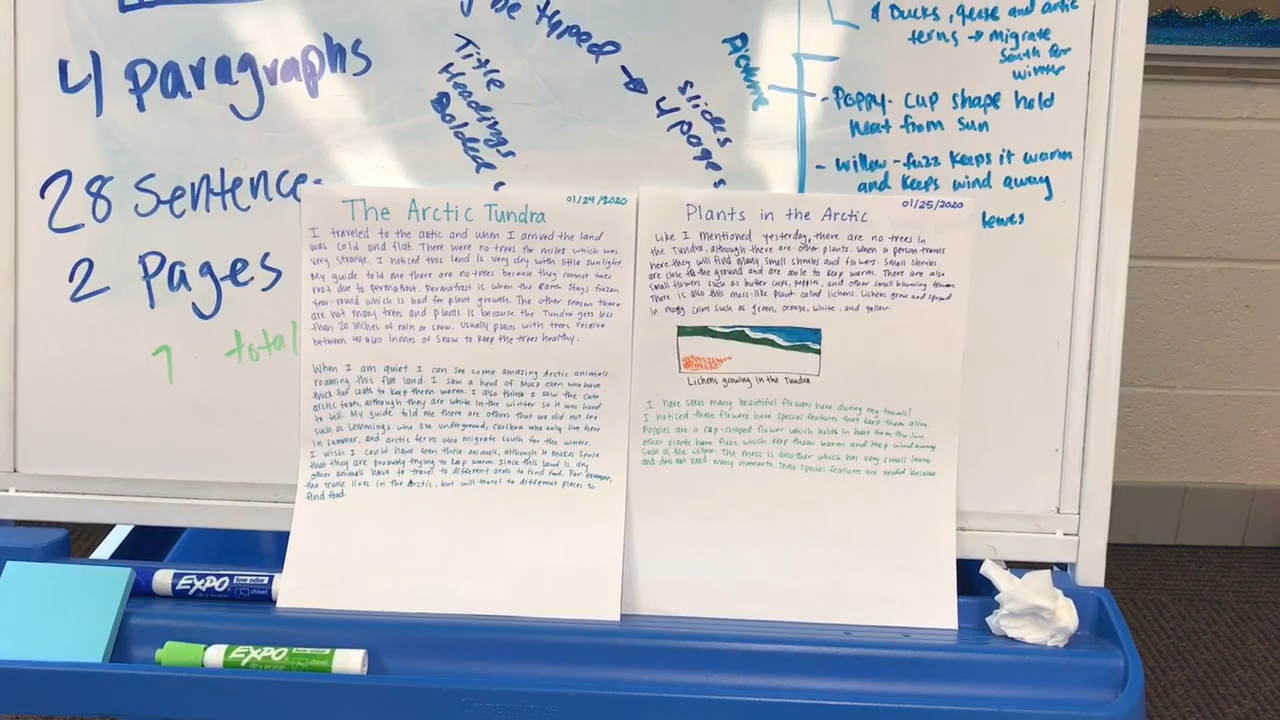 4 Paragraphs
28 Sentences
2 Pages
7 total
be typed →
Title
Headings
Bolded
slides
4 pages
Picture
Ducks, geese and artic
terns → migrate
South for
winter
- Poppy- cup shape hold
heat from sun
- willow - fuzz keeps it warm
and keeps wind away
leaves
The Arctic Tundra
01/24/2020
I traveled to the arctic and when I arrived the land
was cold and flat. There were no trees for miles which was
very strange. I noticed this land is very dry with little sunlight.
My guide told me there are no trees because they cannot take
root due to permafrost. Permafrost is when the Earth stays frozen
year-round which is bad for plant growth. The other reason there
are not many trees and plants is because the Tundra gets less
than 20 inches of rain or snow. Usually places with trees receive
between 40 to 60 inches of snow to keep the trees healthy.
When I am quiet I can see some amazing Arctic animals
roaming this flat land. I saw a herd of Musk oxen who have
thick fur coats to keep them warm. I also think I saw the cute
arctic foxes, although they are white in the winter so it was hard
to tell. My guide told me there are others that we did not see
such as Lemmings who live underground, Caribou who only live here
in summer, and arctic terns who migrate south for the winter.
I wish I could have seen these animals, although it makes sense
that they are probably trying to keep warm. Since this land is dry
other animals have to travel to different areas to find food. For example,
the lives in the Arctic, but will travel to different places to
find food.
Plants in the Arctic
01/25/2020
Like I mentioned yesterday, there are no trees in
the Tundra, although there are other plants. When a person travels
here they will find many small shrubs and flowers. Small shrubs
are close to the ground and are able to keep warm. There are also
small flowers such as butter cups, poppies, and other small blooming flowers.
There is also this moss-like plant called lichens. Lichens grow and spread
in many colors such as green, orange, white, and yellow.
Lichens growing in the Tundra
I have seen many beautiful flowers here during my travels!
I noticed these flowers have special features that keep them alive.
Poppies are a cup-shaped flower which holds in heat from the sun.
other plants have fuzz which keep them warm and keep wind away
such as the willow. The moss is another which has very small leaves
and does not need many nutrients. These special features are needed because
EXPO
low odor
dry erase
chisel
EXPO
low odor
dry erase
chisel
Copernicus